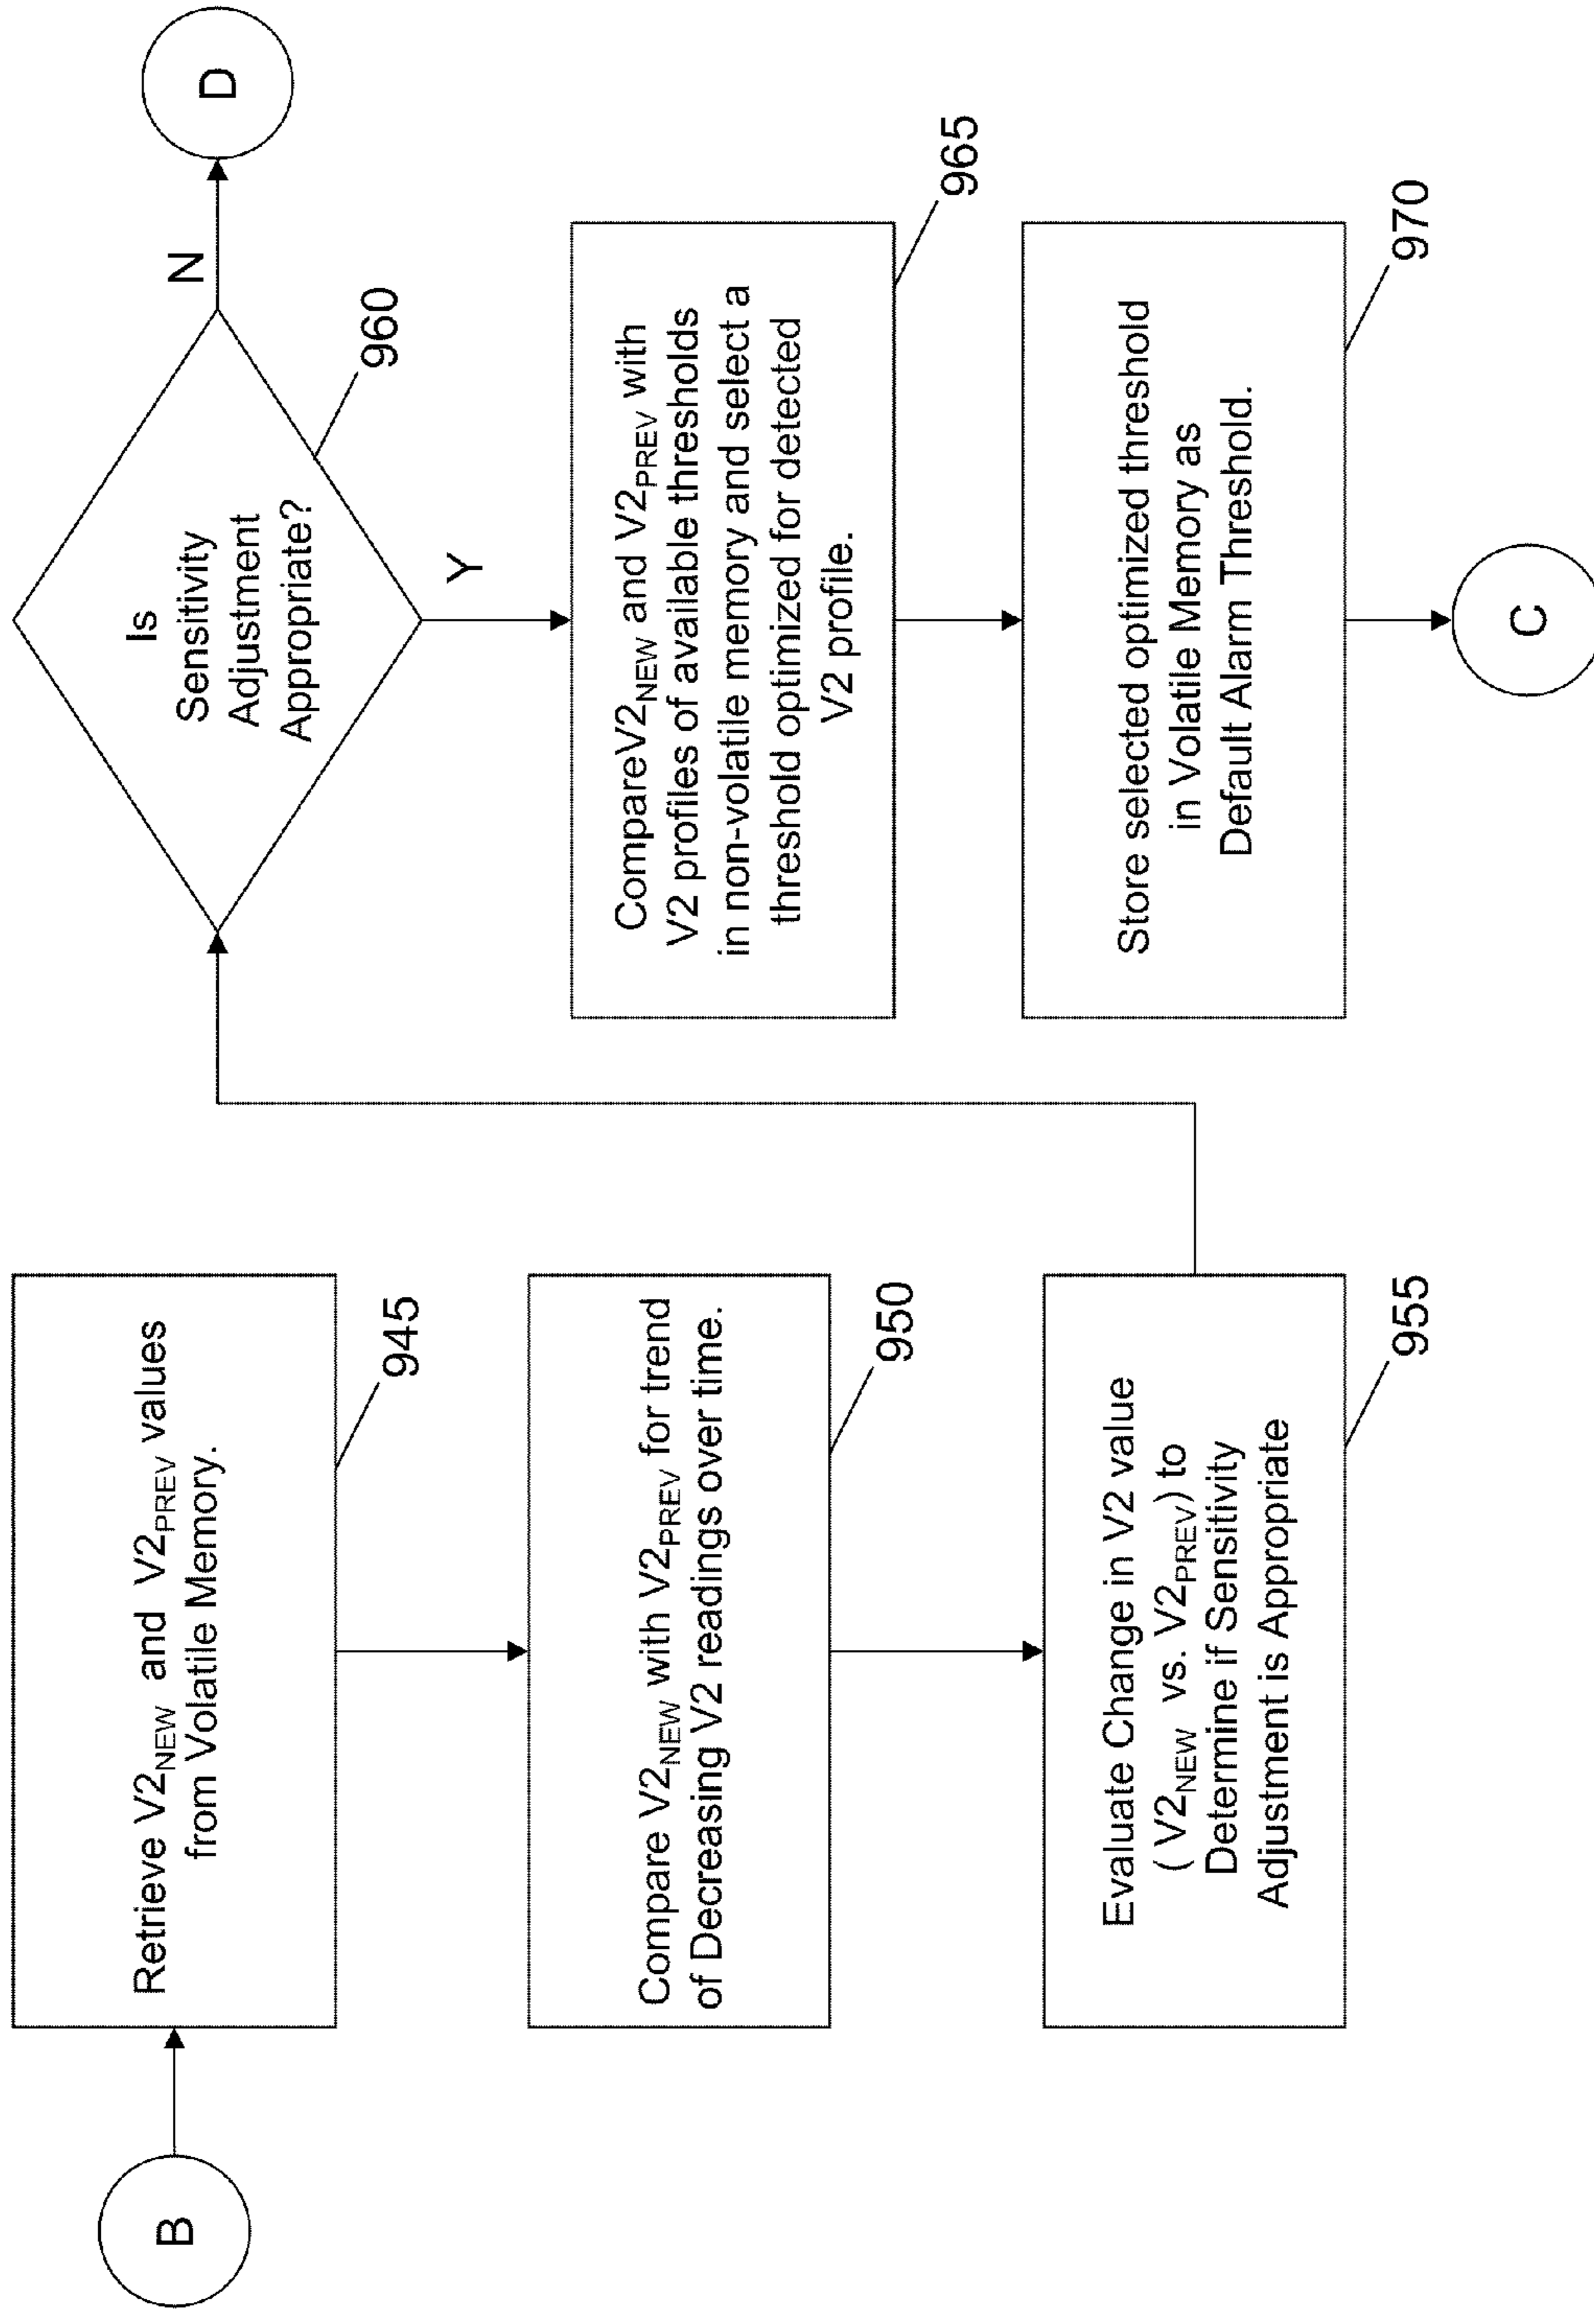 B
Retrieve V2NEW and V2PREV values
from Volatile Memory.
945
Compare V2NEW with V2PREV for trend
of Decreasing V2 readings over time.
950
Evaluate Change in V2 value
( V2NEW vs. V2PREV) to
Determine if Sensitivity
Adjustment is Appropriate
955
Is
Sensitivity
Adjustment
Appropriate?
960
N
D
Y
CompareV2NEW and V2PREV with
V2 profiles of available thresholds
in non-volatile memory and select a
threshold optimized for detected
V2 profile.
965
Store selected optimized threshold
in Volatile Memory as
Default Alarm Threshold.
970
C